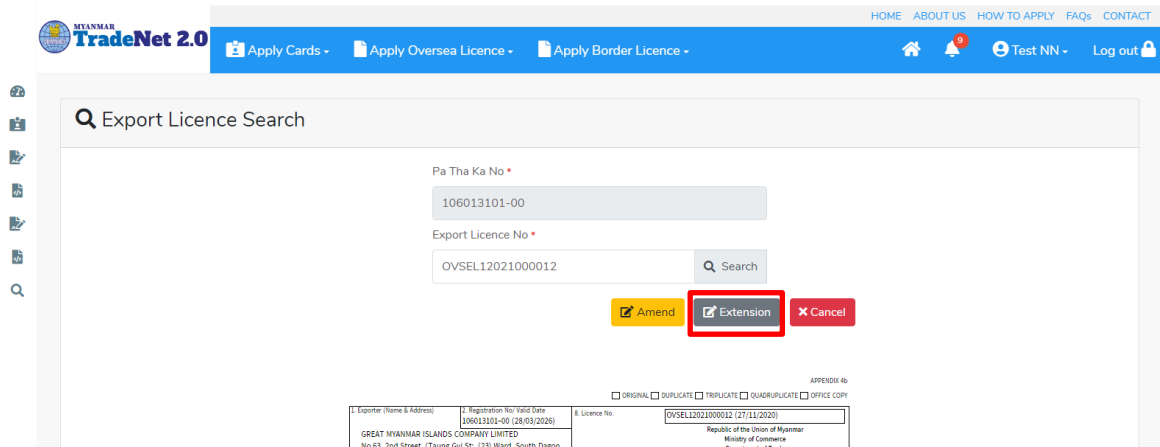 HOME ABOUT US HOW TO APPLY FAQs CONTACT
MYANMAR
TradeNet 2.0
Apply Cards Apply Oversea Licence Apply Border Licence 9 Test NN Log out
Export Licence Search
Pa Tha Ka No *
106013101-00
Export Licence No *
OVSEL12021000012 Search
Amend Extension Cancel
APPENDIX 4b
ORIGINAL DUPLICATE TRIPLICATE QUADRUPLICATE OFFICE COPY
1. Exporter (Name & Address) 2. Registration No/ Valid Date 8. Licence No. OVSEL12021000012 (27/11/2020)
106013101-00 (28/03/2026)
Republic of the Union of Myanmar
GREAT MYANMAR ISLANDS COMPANY LIMITED
Ministry of Commerce